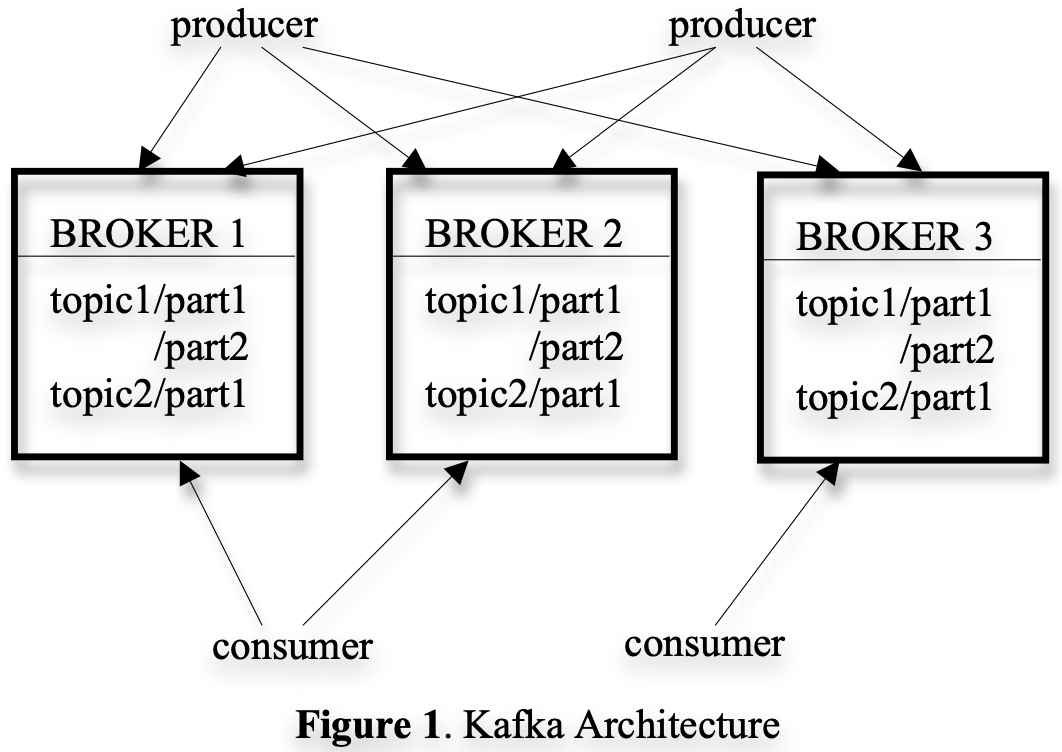 producer
producer
BROKER 1
topic1/part1
/part2
topic2/part1
BROKER 2
topic1/part1
/part2
topic2/part1
BROKER 3
topic1/part1
/part2
topic2/part1
consumer
consumer
Figure 1. Kafka Architecture